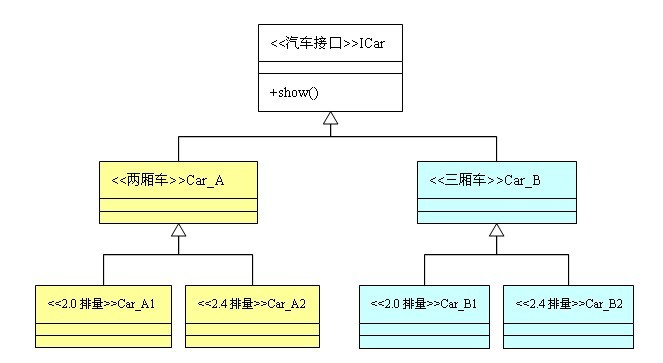 <<汽车接口>>ICar
+show()
<<两厢车>>Car_A
<<三厢车>>Car_B
<<2.0 排量>>Car_A1
<<2.4 排量>>Car_A2
<<2.0 排量>>Car_B1
<<2.4 排量>>Car_B2